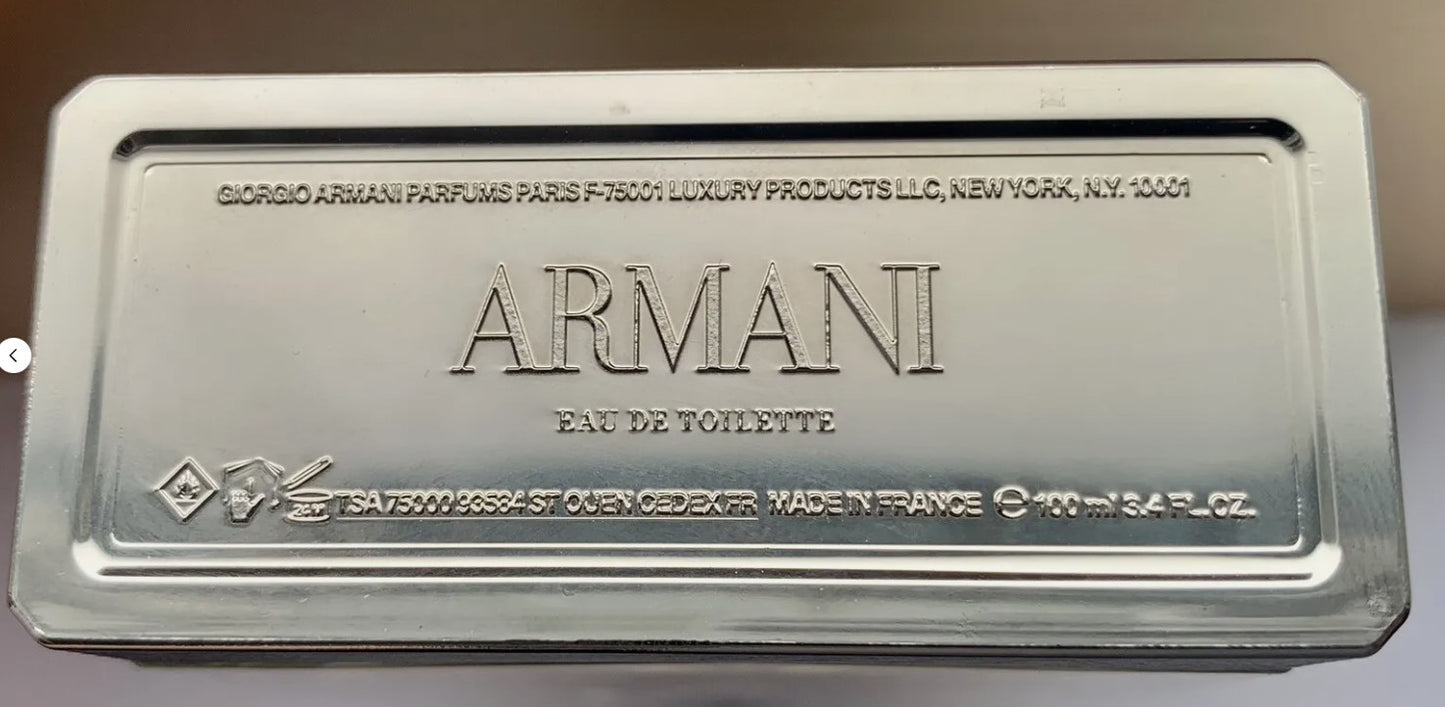 GIORGIO ARMANI PARFUMS PARIS F-75001 LUXURY PRODUCTS LLC, NEW YORK, N.Y. 10001
ARMANI
EAU DE TOILETTE
TSA 75000 93584 ST OUEN CEDEX FR MADE IN FRANCE ℮ 100 ml 3.4 FL. OZ.